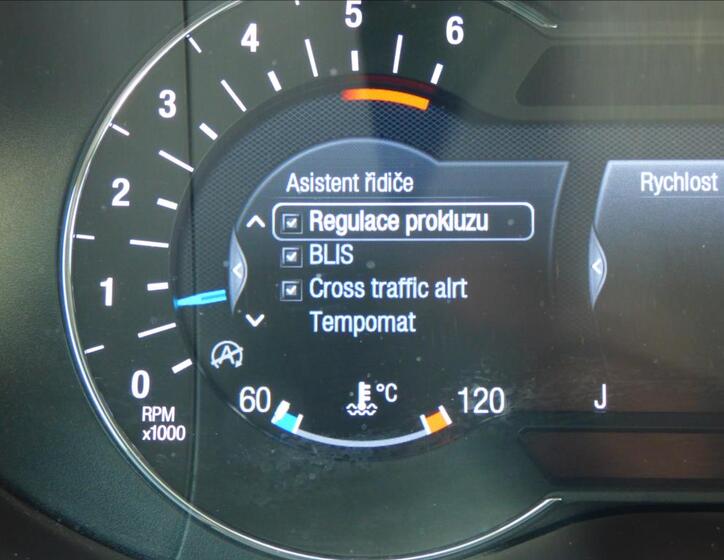 5
4
6
3
2
1
0
RPM
x1000
Asistent řidiče
Regulace prokluzu
BLIS
Cross traffic alrt
Tempomat
A
60
°C
120
Rychlost
J